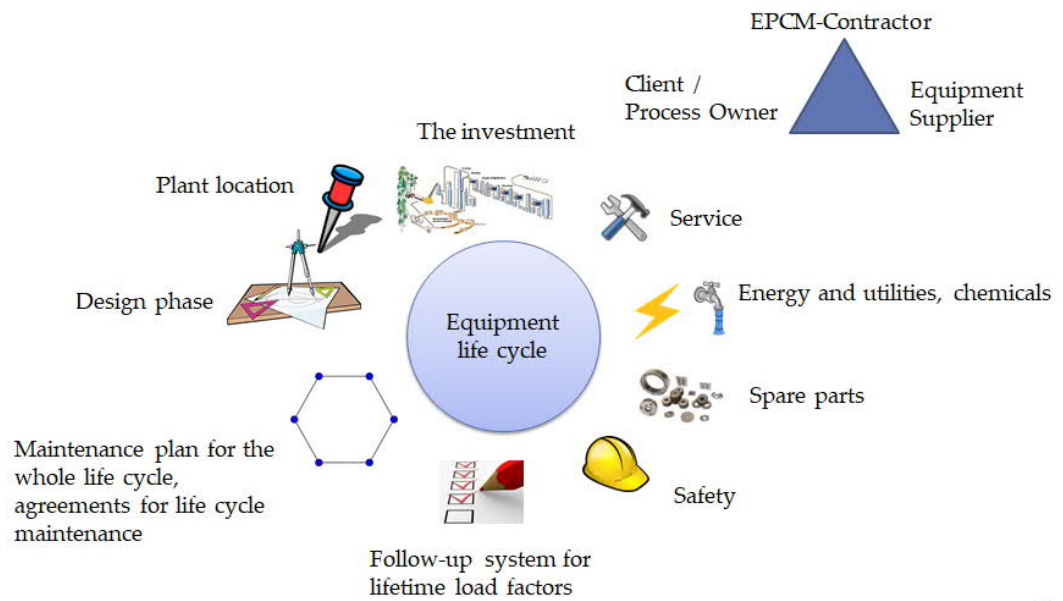 EPCM-Contractor
Client /
Process Owner
Equipment
Supplier
The investment
Plant location
Service
Design phase
Energy and utilities, chemicals
Equipment
life cycle
Spare parts
Maintenance plan for the
whole life cycle,
agreements for life cycle
maintenance
Safety
Follow-up system for
lifetime load factors